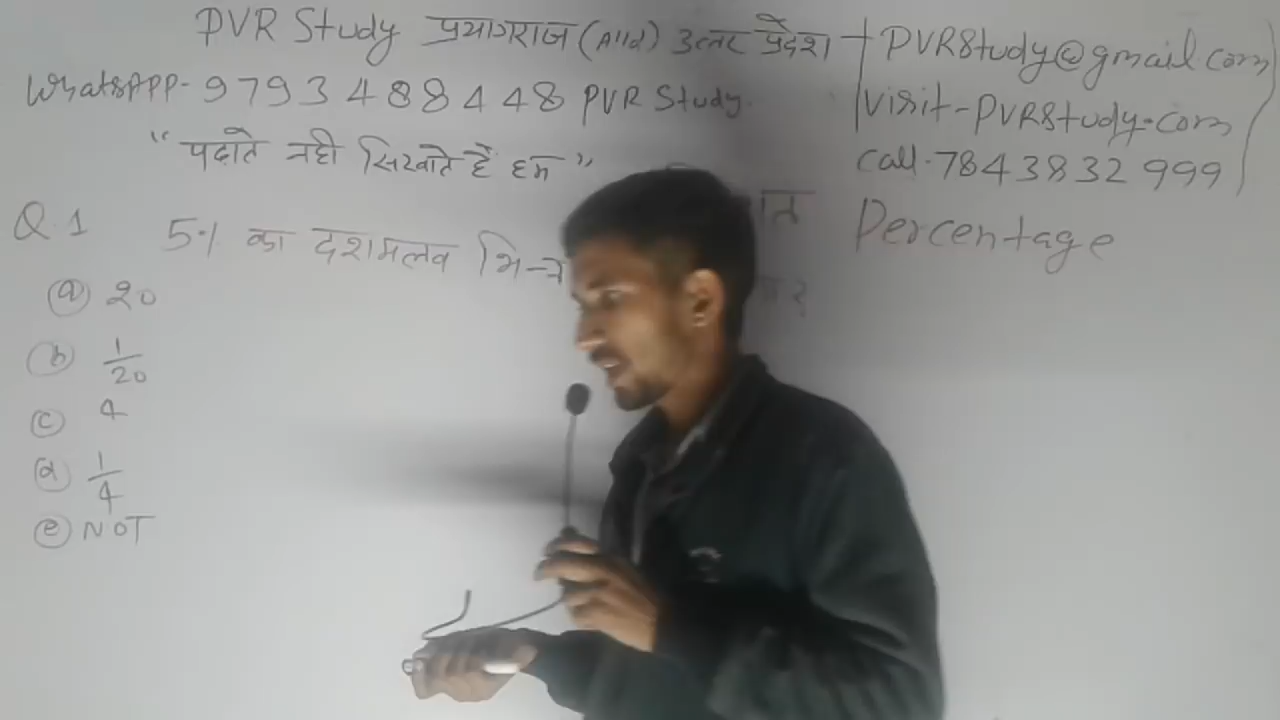 PVR Study प्रयागराज (Alld) उत्तर प्रदेश
WhatsAPP- 9793488448 PVR Study.
PVRStudy@gmail.com
visit-PVRStudy.com
call-7843832999
“पढाते नही सिखाते हैं हम”
Percentage
Q.1 5% का दशमलव भिन्न
(a) 20
(b) 1/20
(c) 4
(d) 1/4
(e) NOT